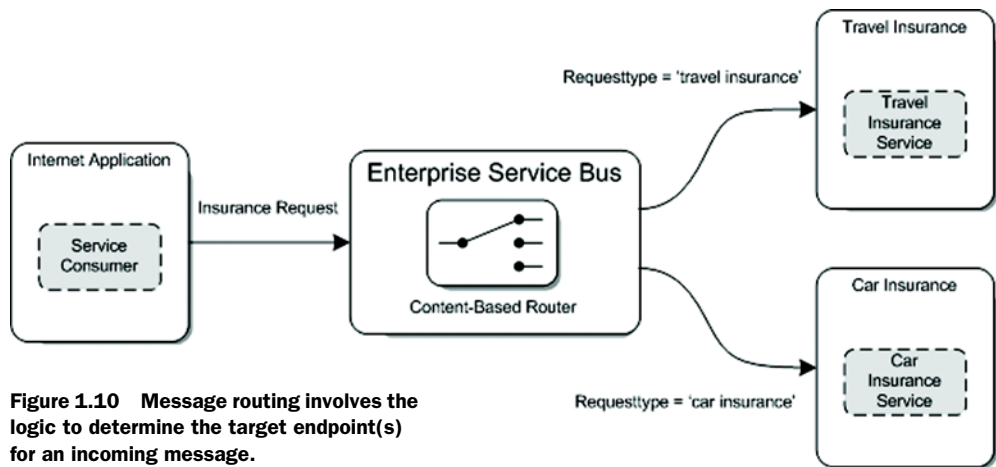 Internet Application
Service
Consumer
Insurance Request
Enterprise Service Bus
Content-Based Router
Requesttype = 'travel insurance'
Travel Insurance
Travel
Insurance
Service
Requesttype = 'car insurance'
Car Insurance
Car
Insurance
Service
Figure 1.10 Message routing involves the
logic to determine the target endpoint(s)
for an incoming message.